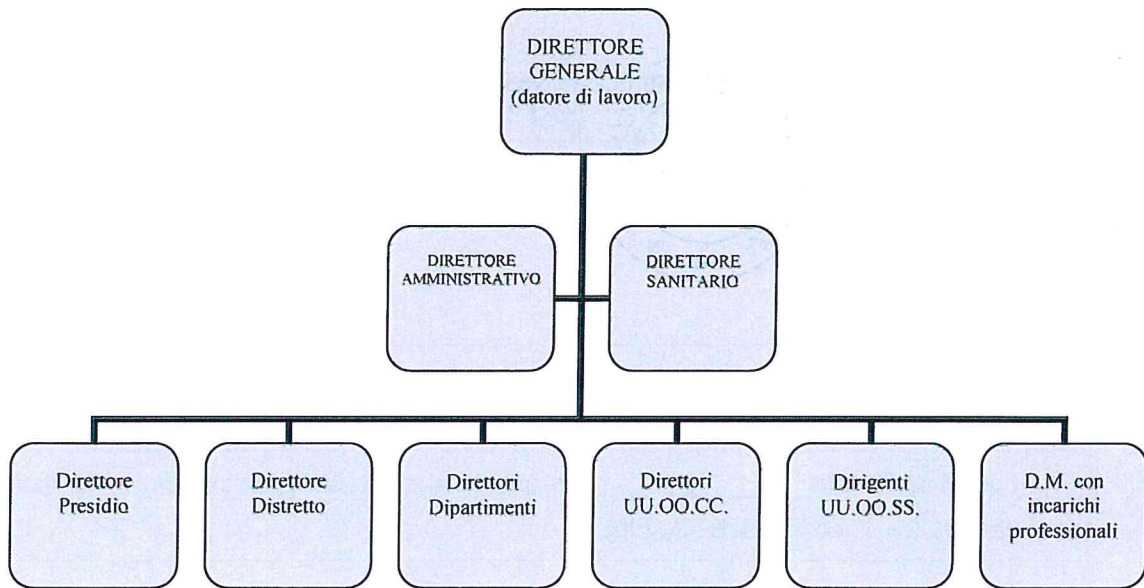 DIRETTORE
GENERALE
(datore di lavoro)
DIRETTORE
AMMINISTRATIVO
DIRETTORE
SANITARIO
Direttore
Presidio
Direttore
Distretto
Direttori
Dipartimenti
Direttori
UU.OO.CC.
Dirigenti
UU.OO.SS.
D.M. con
incarichi
professionali